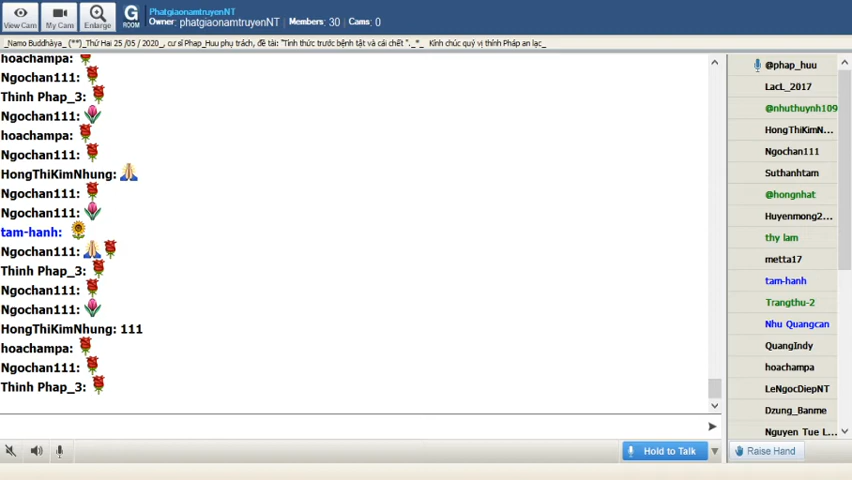 View Cam
My Cam
Enlarge
G
ROOM
PhatgiaonamtruyenNT
Owner: phatgiaonamtruyenNT Members: 30 Cams: 0
_Namo Buddhàya_ (**)_Thứ Hai 25 /05 / 2020_, cư sĩ Phap_Huu phụ trách, đề tài: "Tỉnh thức trước bệnh tật và cái chết "._*_ Kính chúc quý vị thính Pháp an lạc_
hoachampa:
Ngochan111:
Thinh Phap_3:
Ngochan111:
hoachampa:
Ngochan111:
HongThiKimNhung:
Ngochan111:
Ngochan111:
tam-hanh:
Ngochan111:
Thinh Phap_3:
Ngochan111:
Ngochan111:
HongThiKimNhung: 111
hoachampa:
Ngochan111:
Thinh Phap_3:
@phap_huu
LacL_2017
@nhuthuynh109
HongThiKimN...
Ngochan111
Suthanhtam
@hongnhat
Huyenmong2...
thy lam
metta17
tam-hanh
Trangthu-2
Nhu Quangcan
QuangIndy
hoachampa
LeNgocDiepNT
Dzung_Banme
Nguyen Tue L...
Hold to Talk
Raise Hand